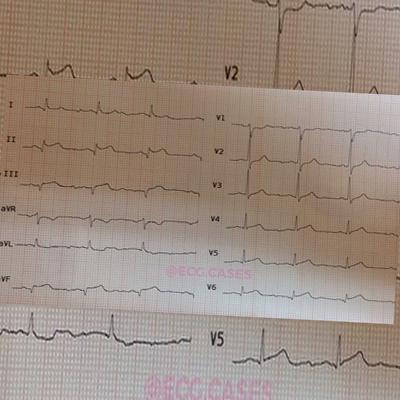 V2
I
V1
II
V2
III
V3
aVR
V4
aVL
V5
@ECG.CASES
V6
VF
V5
@ECG.CASES